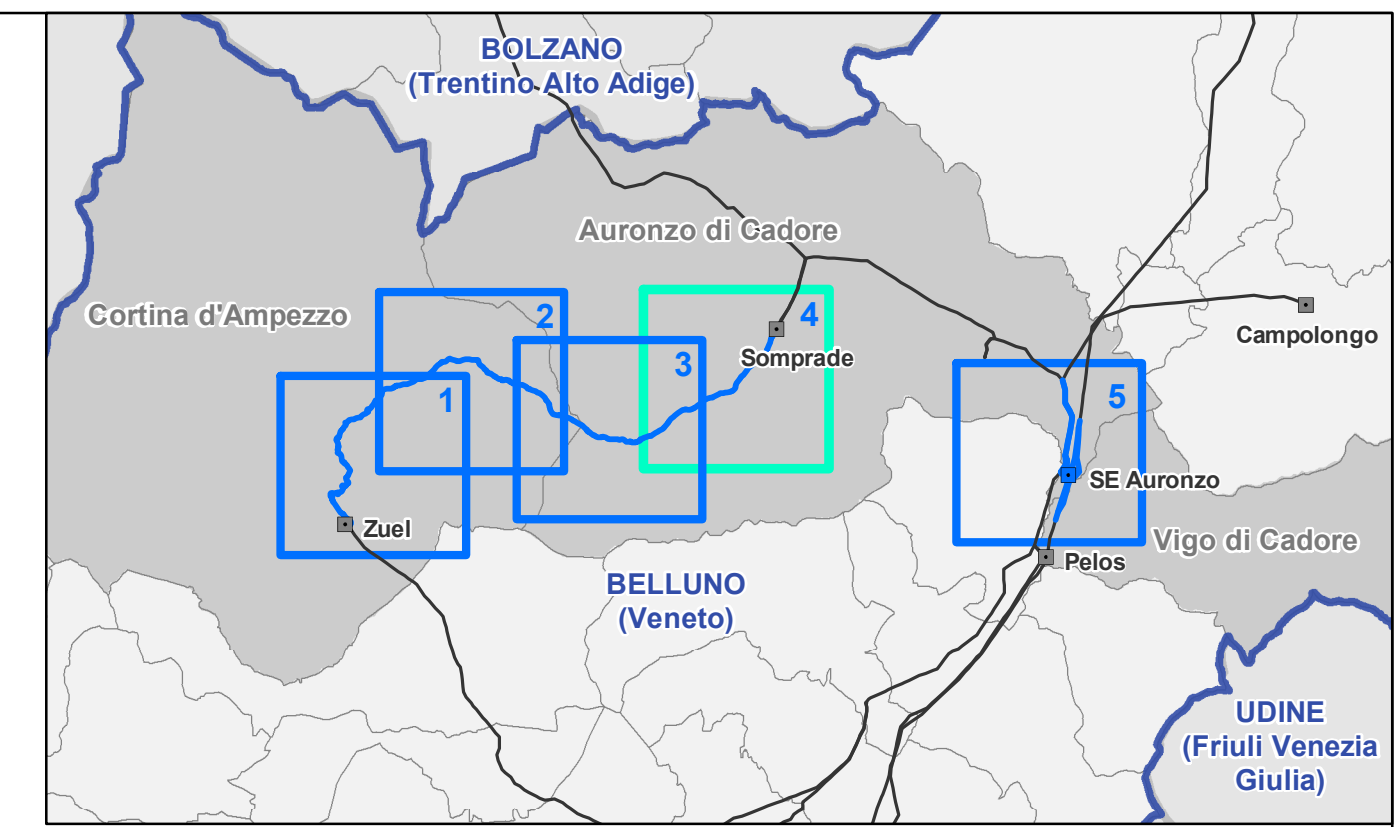 BOLZANO
(Trentino Alto Adige)
Auronzo di Cadore
Cortina d'Ampezzo
2
4
Campolongo
Somprade
3
1
5
SE Auronzo
Zuel
Vigo di Cadore
Pelos
BELLUNO
(Veneto)
UDINE
(Friuli Venezia
Giulia)